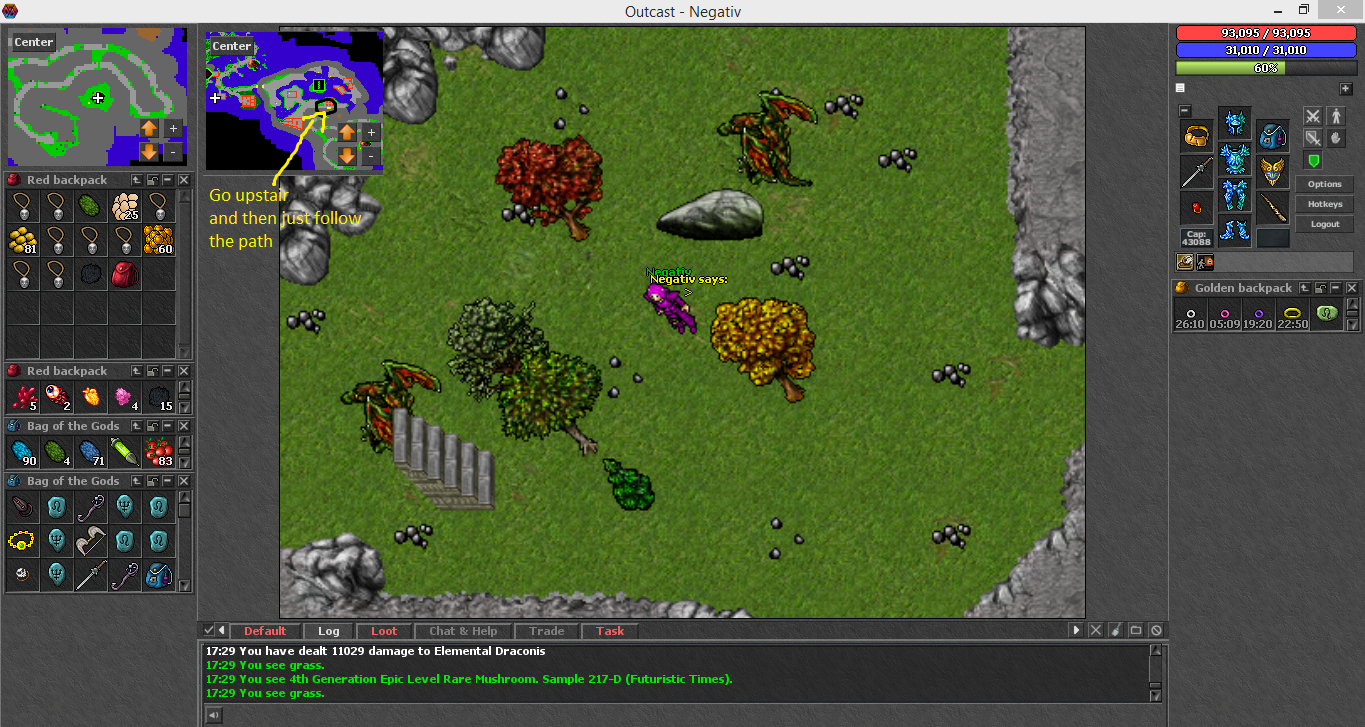 Outcast - Negativ
Center
+
-
Center
+
-
Go upstair
and then just follow
the path
93,095 / 93,095
31,010 / 31,010
60%
Red backpack
25
81
60
Red backpack
5
2
4
15
Bag of the Gods
90
4
71
83
Bag of the Gods
Negativ
Negativ says:
>
Cap:
43088
Options
Hotkeys
Logout
Golden backpack
26:10
05:09
19:20
22:50
Default
Log
Loot
Chat & Help
Trade
Task
17:29 You have dealt 11029 damage to Elemental Draconis
17:29 You see grass.
17:29 You see 4th Generation Epic Level Rare Mushroom. Sample 217-D (Futuristic Times).
17:29 You see grass.